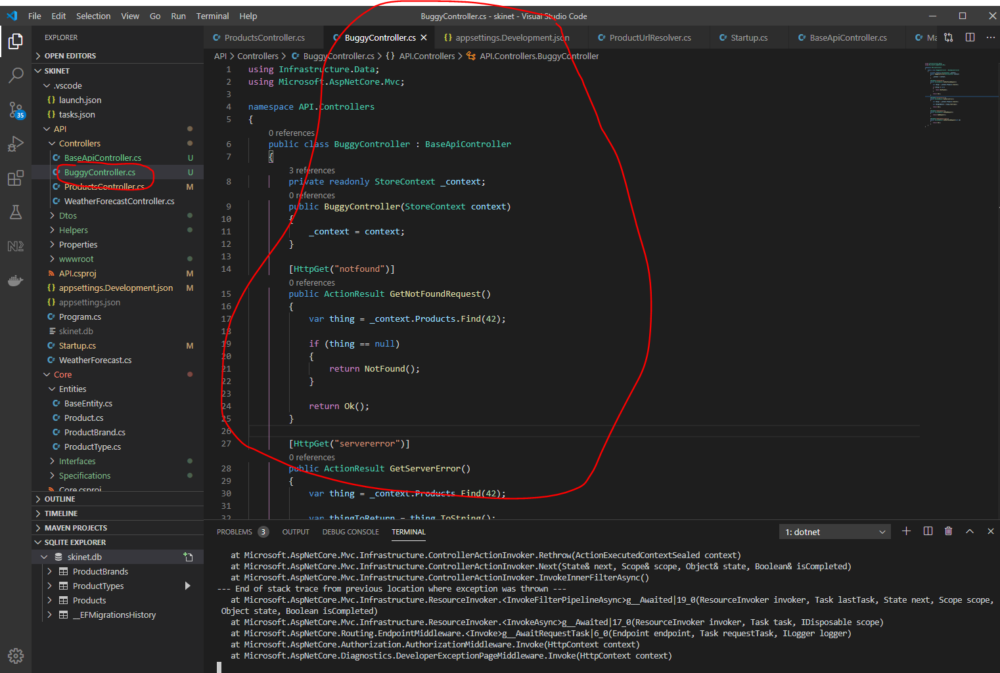 File Edit Selection View Go Run Terminal Help BuggyController.cs - skinet - Visual Studio Code
EXPLORER
OPEN EDITORS
SKINET
.vscode
launch.json
tasks.json
API
Controllers
BaseApiController.cs U
BuggyController.cs U
ProductsController.cs M
WeatherForecastController.cs
Dtos
Helpers
Properties
wwwroot
API.csproj M
appsettings.Development.json M
appsettings.json
Program.cs
skinet.db
Startup.cs M
WeatherForecast.cs
Core
Entities
BaseEntity.cs
Product.cs
ProductBrand.cs
ProductType.cs
Interfaces
Specifications
Core.csproj
OUTLINE
TIMELINE
MAVEN PROJECTS
SQLITE EXPLORER
skinet.db
ProductBrands
ProductTypes
Products
__EFMigrationsHistory
35
ProductsController.cs BuggyController.cs appsettings.Development.json ProductUrlResolver.cs Startup.cs BaseApiController.cs Ma
API > Controllers > BuggyController.cs > {} API.Controllers > API.Controllers.BuggyController
1 using Infrastructure.Data;
2 using Microsoft.AspNetCore.Mvc;
3
4 namespace API.Controllers
5 {
0 references
6 public class BuggyController : BaseApiController
7 {
3 references
8 private readonly StoreContext _context;
0 references
9 public BuggyController(StoreContext context)
10 {
11 _context = context;
12 }
13
14 [HttpGet("notfound")]
0 references
15 public ActionResult GetNotFoundRequest()
16 {
17 var thing = _context.Products.Find(42);
18
19 if (thing == null)
20 {
21 return NotFound();
22 }
23
24 return Ok();
25 }
26
27 [HttpGet("servererror")]
0 references
28 public ActionResult GetServerError()
29 {
30 var thing = _context.Products.Find(42);
31
32 var thingToReturn = thing.ToString();
PROBLEMS 3 OUTPUT DEBUG CONSOLE TERMINAL 1: dotnet
at Microsoft.AspNetCore.Mvc.Infrastructure.ControllerActionInvoker.Rethrow(ActionExecutedContextSealed context)
at Microsoft.AspNetCore.Mvc.Infrastructure.ControllerActionInvoker.Next(State& next, Scope& scope, Object& state, Boolean& isCompleted)
at Microsoft.AspNetCore.Mvc.Infrastructure.ControllerActionInvoker.InvokeInnerFilterAsync()
--- End of stack trace from previous location where exception was thrown ---
at Microsoft.AspNetCore.Mvc.Infrastructure.ResourceInvoker.<InvokeFilterPipelineAsync>g__Awaited|19_0(ResourceInvoker invoker, Task lastTask, State next, Scope scope,
Object state, Boolean isCompleted)
at Microsoft.AspNetCore.Mvc.Infrastructure.ResourceInvoker.<InvokeAsync>g__Awaited|17_0(ResourceInvoker invoker, Task task, IDisposable scope)
at Microsoft.AspNetCore.Routing.EndpointMiddleware.<Invoke>g__AwaitRequestTask|6_0(Endpoint endpoint, Task requestTask, ILogger logger)
at Microsoft.AspNetCore.Authorization.AuthorizationMiddleware.Invoke(HttpContext context)
at Microsoft.AspNetCore.Diagnostics.DeveloperExceptionPageMiddleware.Invoke(HttpContext context)